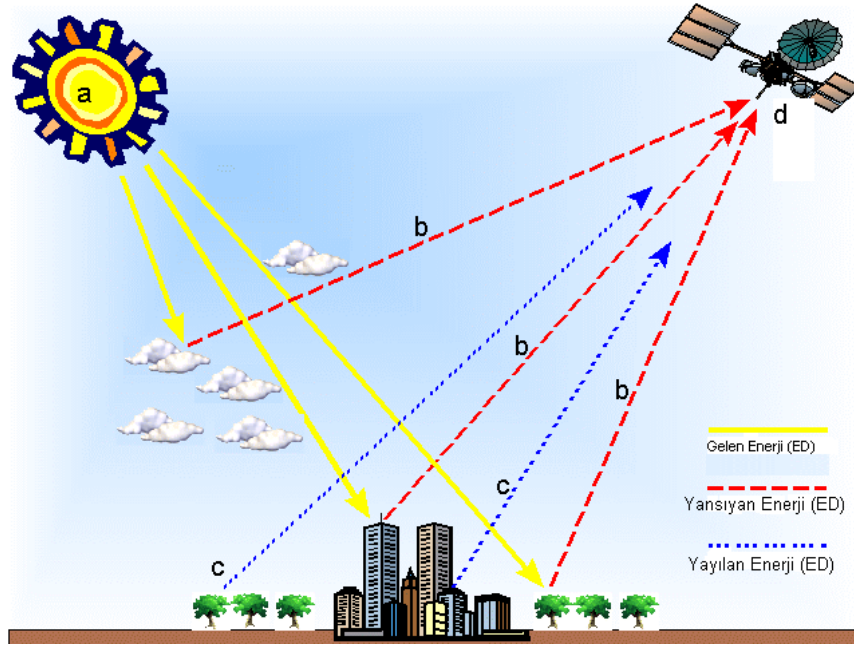 a
d
b
b
b
c
c
Gelen Enerji (ED)
Yansıyan Enerji (ED)
Yayılan Enerji (ED)